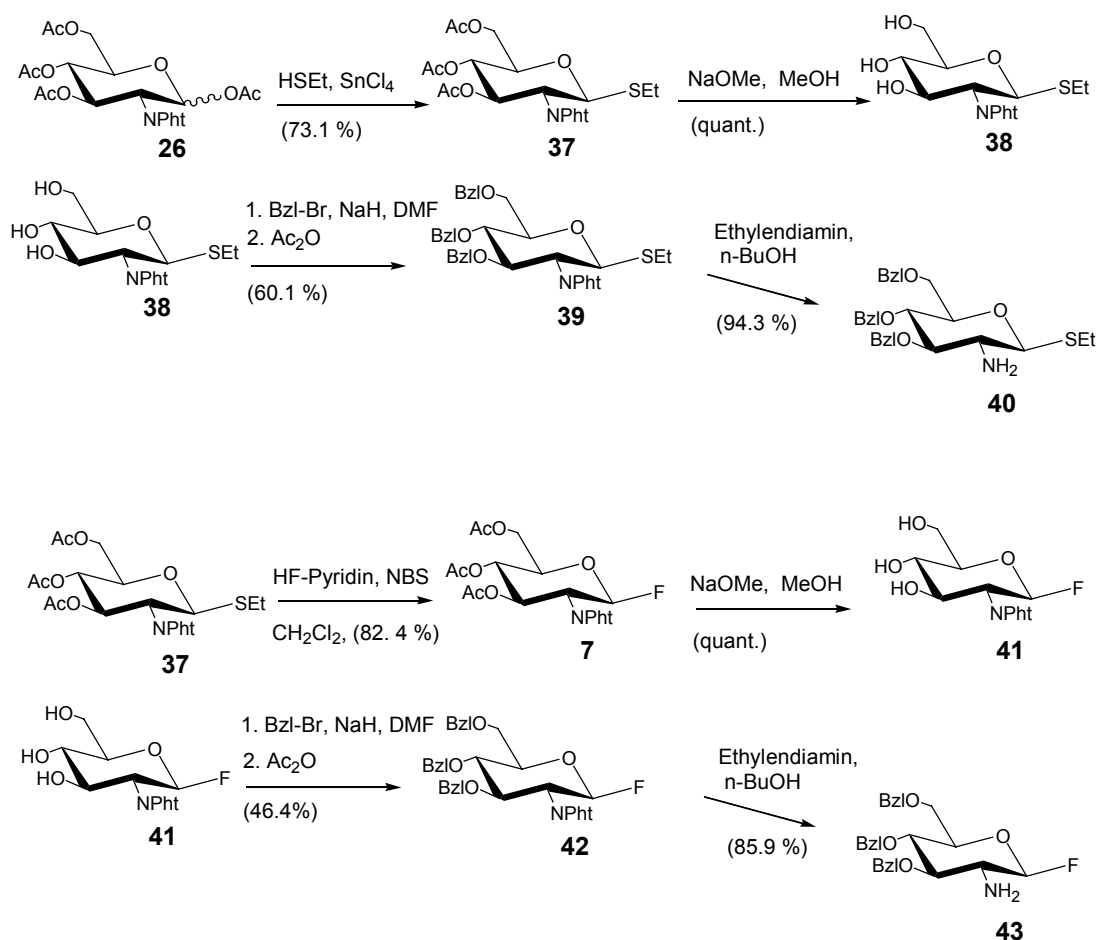 AcO
O
AcO
AcO
OAc
NPht
26
HSEt, SnCl4
(73.1 %)
AcO
O
AcO
AcO
SEt
NPht
37
NaOMe, MeOH
(quant.)
HO
O
HO
HO
SEt
NPht
38
HO
O
HO
HO
SEt
NPht
38
1. Bzl-Br, NaH, DMF
2. Ac2O
(60.1 %)
BzlO
O
BzlO
BzlO
SEt
NPht
39
Ethylendiamin,
n-BuOH
(94.3 %)
BzlO
O
BzlO
BzlO
SEt
NH2
40
AcO
O
AcO
AcO
SEt
NPht
37
HF-Pyridin, NBS
CH2Cl2, (82. 4 %)
AcO
O
AcO
AcO
F
NPht
7
NaOMe, MeOH
(quant.)
HO
O
HO
HO
F
NPht
41
HO
O
HO
HO
F
NPht
41
1. Bzl-Br, NaH, DMF
2. Ac2O
(46.4%)
BzlO
O
BzlO
BzlO
F
NPht
42
Ethylendiamin,
n-BuOH
(85.9 %)
BzlO
O
BzlO
BzlO
F
NH2
43